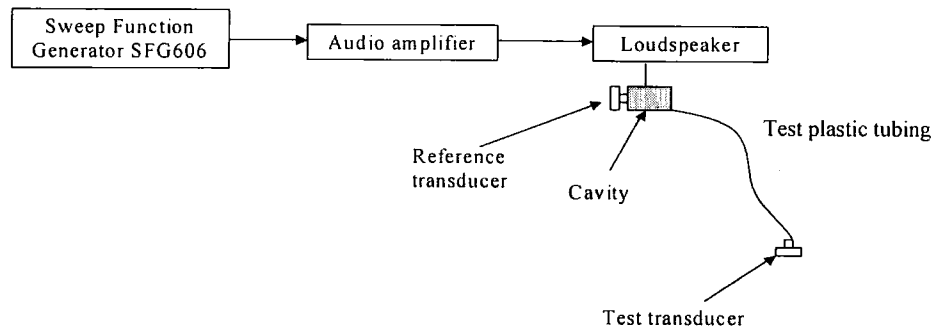 Sweep Function
Generator SFG606
Audio amplifier
Loudspeaker
Test plastic tubing
Reference
transducer
Cavity
Test transducer